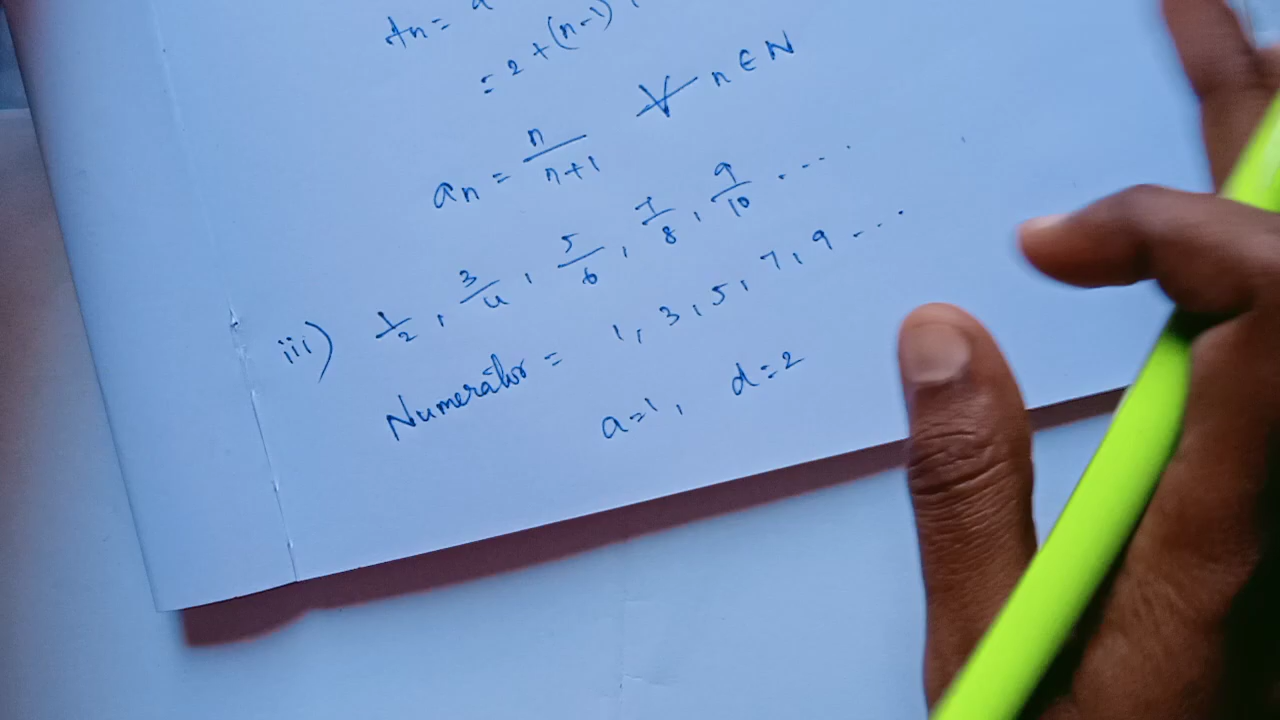 tn = a
= 2 + (n-1)
an = n/n+1 ∀ n ∈ N
iii) 1/2, 3/4, 5/6, 7/8, 9/10 . ...
Numerator = 1, 3, 5, 7, 9 ...
a=1, d=2